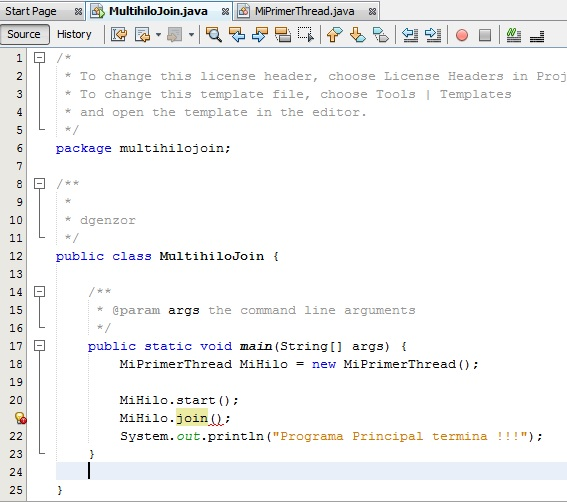 Start Page
MultihiloJoin.java
MiPrimerThread.java
Source
History
1 /*
2  * To change this license header, choose License Headers in Proj
3  * To change this template file, choose Tools | Templates
4  * and open the template in the editor.
5  */
6 package multihilojoin;
7
8 /**
9  *
10  * dgenzor
11  */
12 public class MultihiloJoin {
13
14     /**
15      * @param args the command line arguments
16      */
17     public static void main(String[] args) {
18         MiPrimerThread MiHilo = new MiPrimerThread();
19
20         MiHilo.start();
        MiHilo.join();
22         System.out.println("Programa Principal termina !!!");
23     }
24
25 }